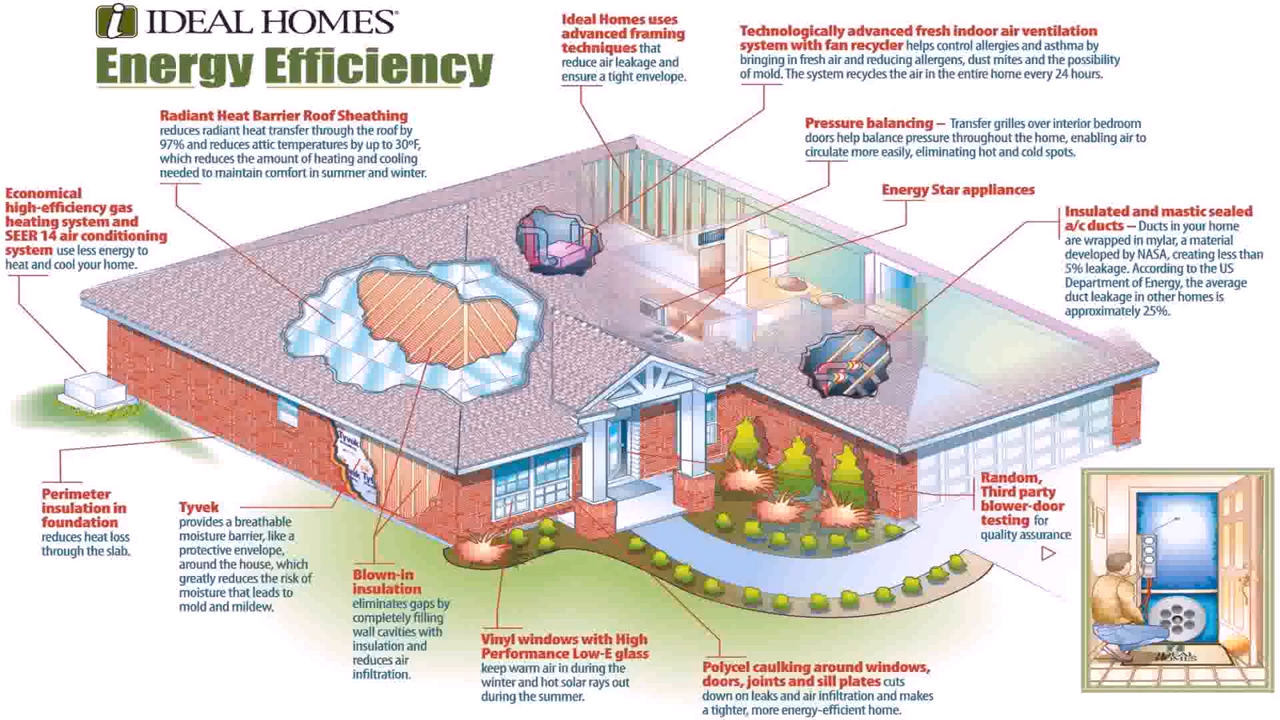 i IDEAL HOMES®
Energy Efficiency
Ideal Homes uses
advanced framing
techniques that
reduce air leakage and
ensure a tight envelope.
Technologically advanced fresh indoor air ventilation
system with fan recycler helps control allergies and asthma by
bringing in fresh air and reducing allergens, dust mites and the possibility
of mold. The system recycles the air in the entire home every 24 hours.
Radiant Heat Barrier Roof Sheathing
reduces radiant heat transfer through the roof by
97% and reduces attic temperatures by up to 30ºF,
which reduces the amount of heating and cooling
needed to maintain comfort in summer and winter.
Pressure balancing – Transfer grilles over interior bedroom
doors help balance pressure throughout the home, enabling air to
circulate more easily, eliminating hot and cold spots.
Energy Star appliances
Economical
high-efficiency gas
heating system and
SEER 14 air conditioning
system use less energy to
heat and cool your home.
Insulated and mastic sealed
a/c ducts – Ducts in your home
are wrapped in mylar, a material
developed by NASA, creating less than
5% leakage. According to the US
Department of Energy, the average
duct leakage in other homes is
approximately 25%.
Tyvek
Perimeter
insulation in
foundation
reduces heat loss
through the slab.
Tyvek
provides a breathable
moisture barrier, like a
protective envelope,
around the house, which
greatly reduces the risk of
moisture that leads to
mold and mildew.
Blown-in
insulation
eliminates gaps by
completely filling
wall cavities with
insulation and
reduces air
infiltration.
Vinyl windows with High
Performance Low-E glass
keep warm air in during the
winter and hot solar rays out
during the summer.
Polycel caulking around windows,
doors, joints and sill plates cuts
down on leaks and air infiltration and makes
a tighter, more energy-efficient home.
Random,
Third party
blower-door
testing for
quality assurance
IDEAL
HOMES